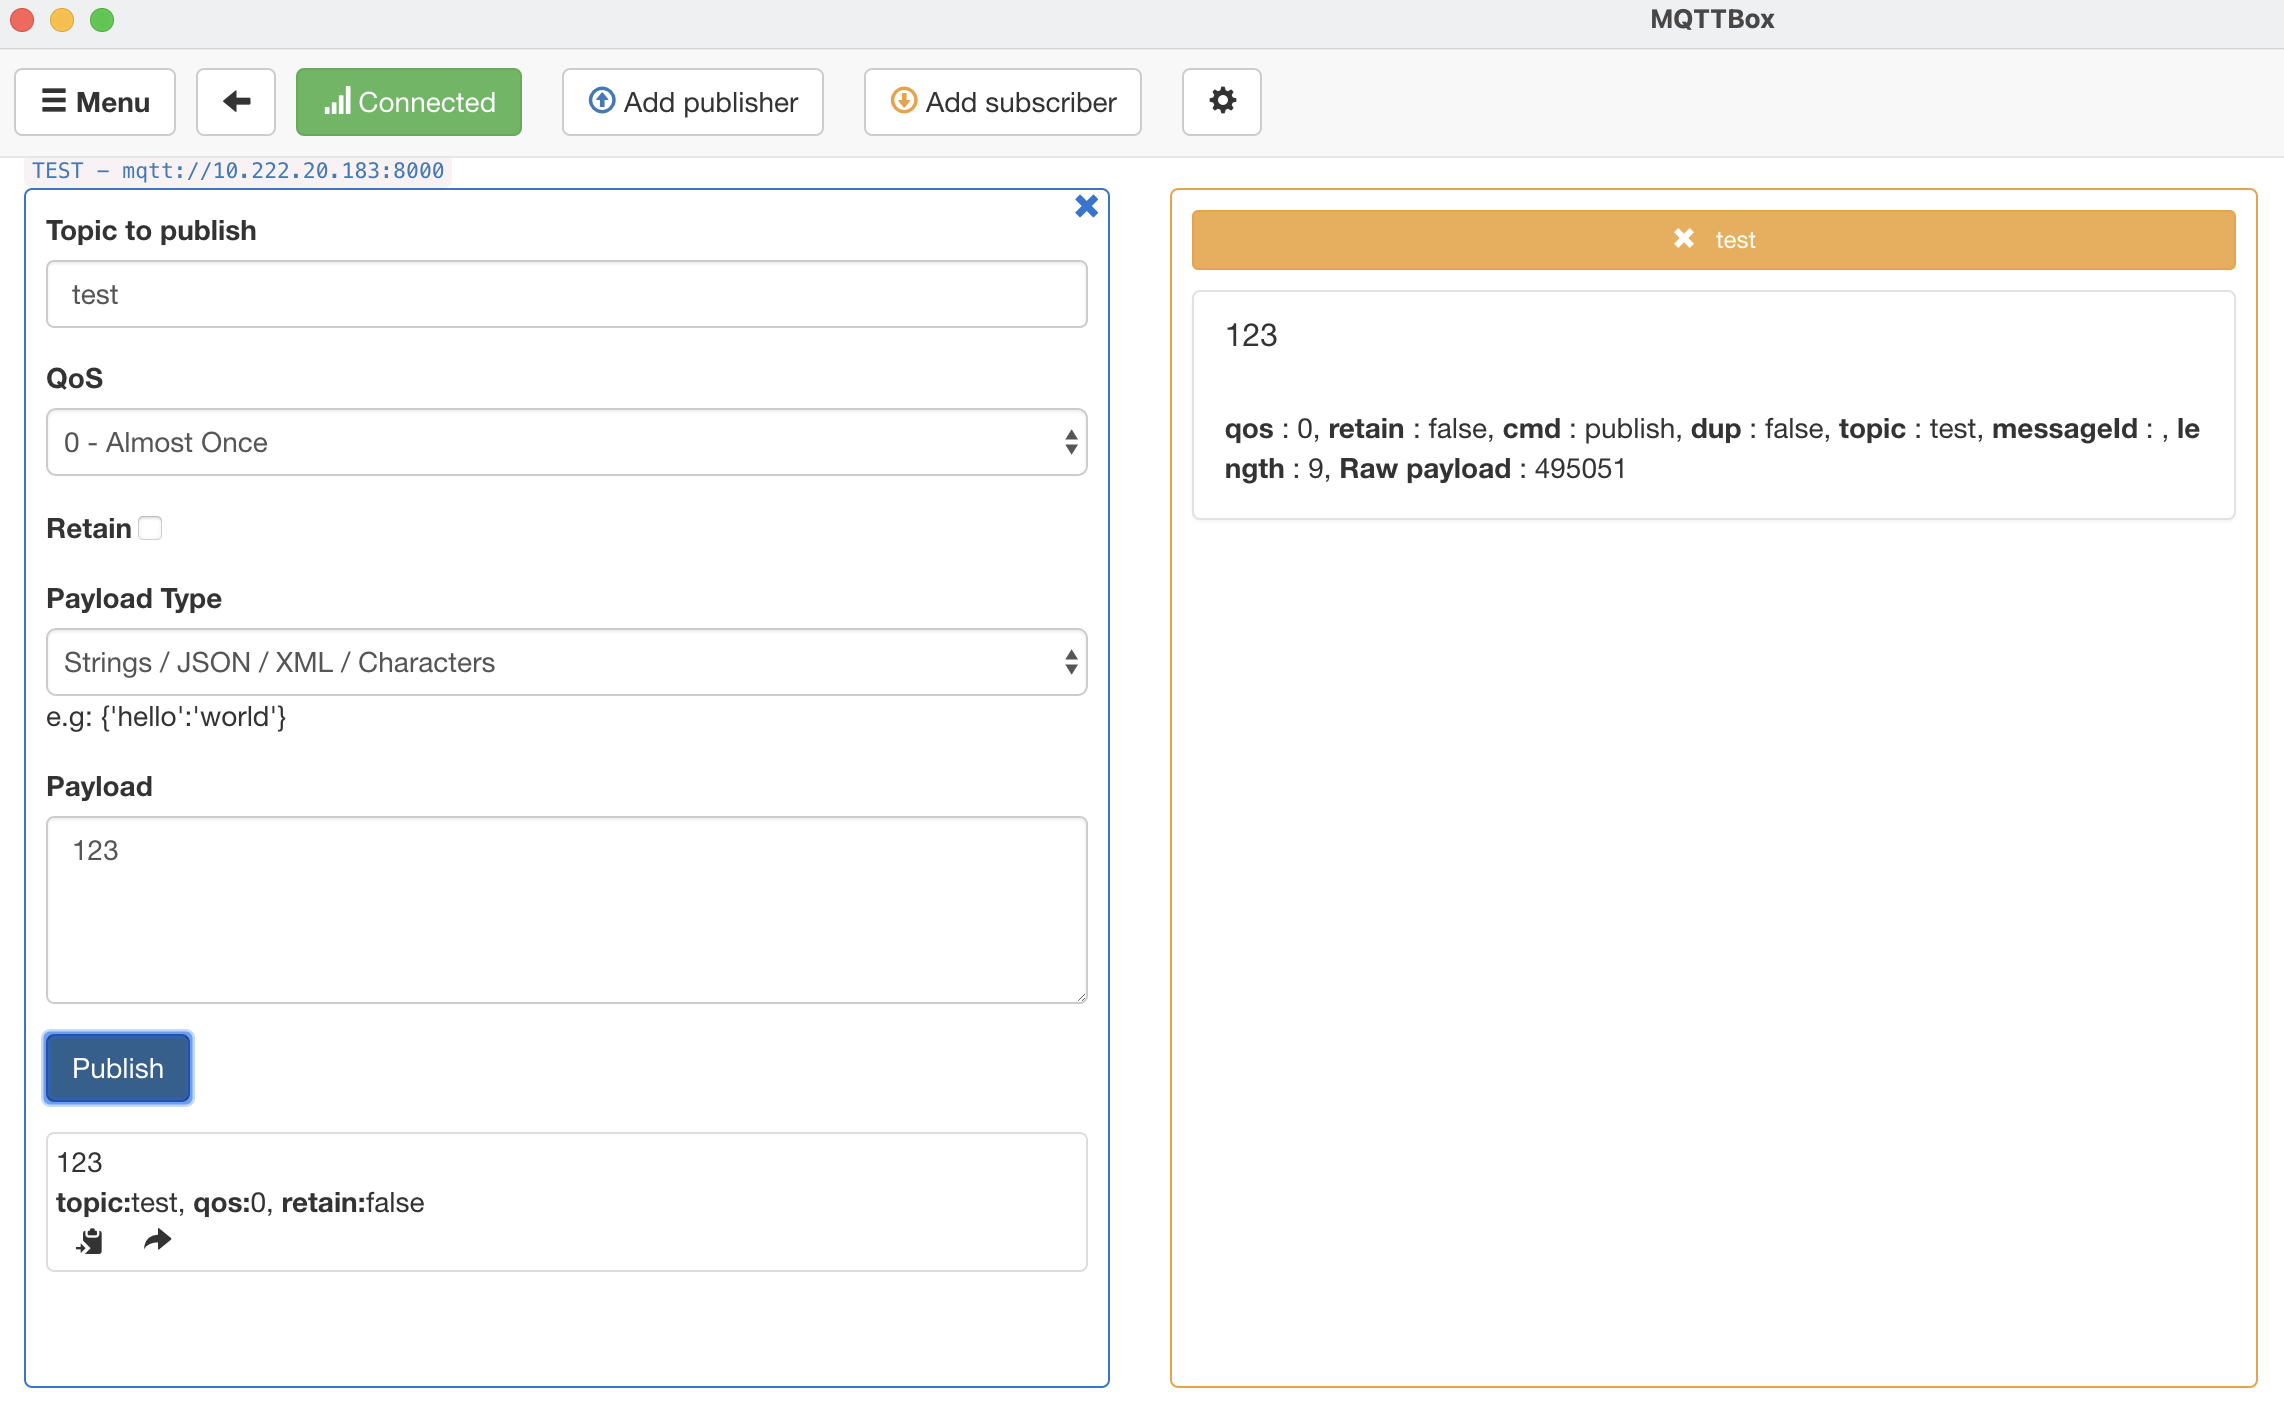 MQTTBox
Menu
Connected
Add publisher
Add subscriber
TEST - mqtt://10.222.20.183:8000
Topic to publish
test
QoS
0 - Almost Once
Retain
Payload Type
Strings / JSON / XML / Characters
e.g: {'hello':'world'}
Payload
123
Publish
123
topic:test, qos:0, retain:false
test
123
qos : 0, retain : false, cmd : publish, dup : false, topic : test, messageId : , le
ngth : 9, Raw payload : 495051